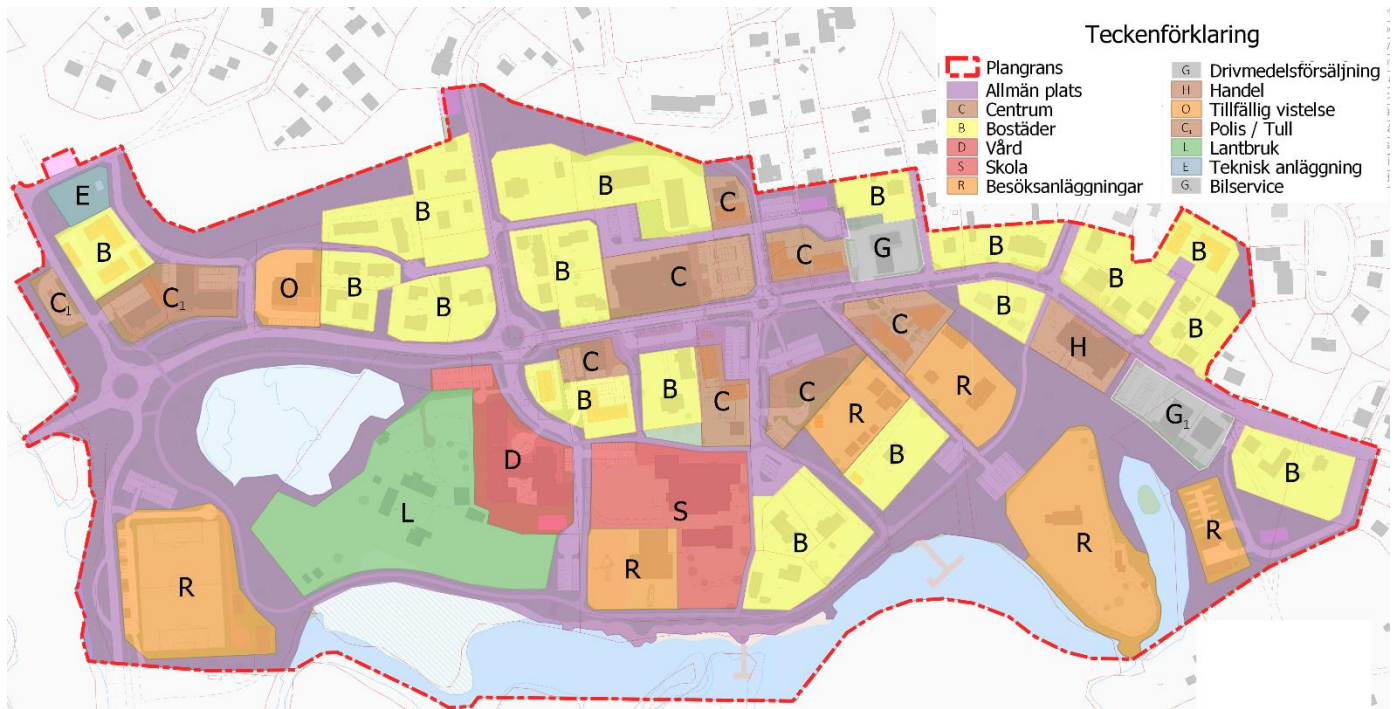 Teckenförklaring
Plangrans
Allmän plats
C Centrum
B Bostäder
D Vård
S Skola
R Besöksanläggningar
G Drivmedelsförsäljning
H Handel
O Tillfällig vistelse
C₁ Polis / Tull
L Lantbruk
E Teknisk anläggning
G₁ Bilservice
E
B
C₁
C₁
O
B
B
B
B
B
C
C
C
B
G
B
B
B
B
B
C
B
B
C
C
C
R
R
B
H
G₁
B
D
L
S
R
B
R
R
R